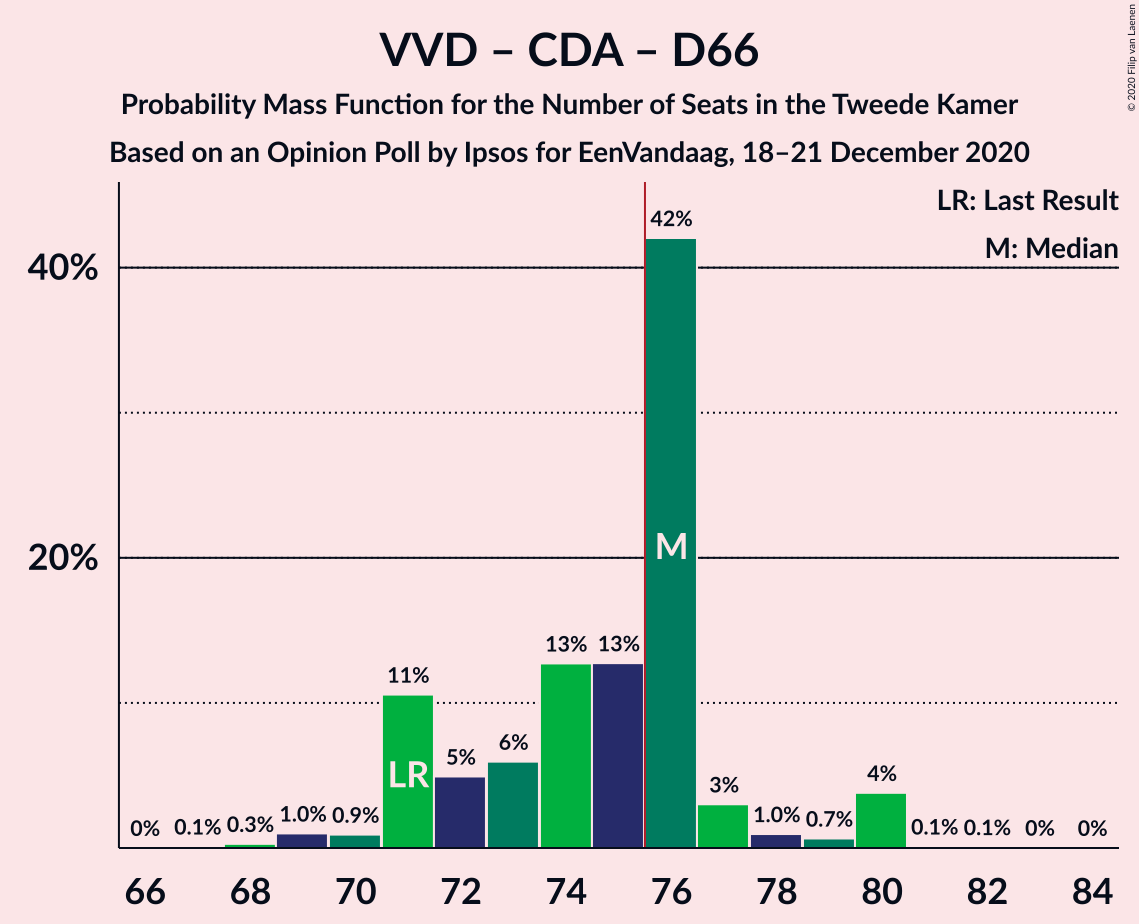 VVD – CDA – D66
Probability Mass Function for the Number of Seats in the Tweede Kamer
Based on an Opinion Poll by Ipsos for EenVandaag, 18–21 December 2020
© 2020 Filip van Laenen
LR: Last Result
M: Median
40%
20%
0%
0.1%
0.3%
1.0%
0.9%
11%
5%
6%
13%
13%
42%
3%
1.0%
0.7%
4%
0.1%
0.1%
0%
0%
LR
M
66 68 70 72 74 76 78 80 82 84